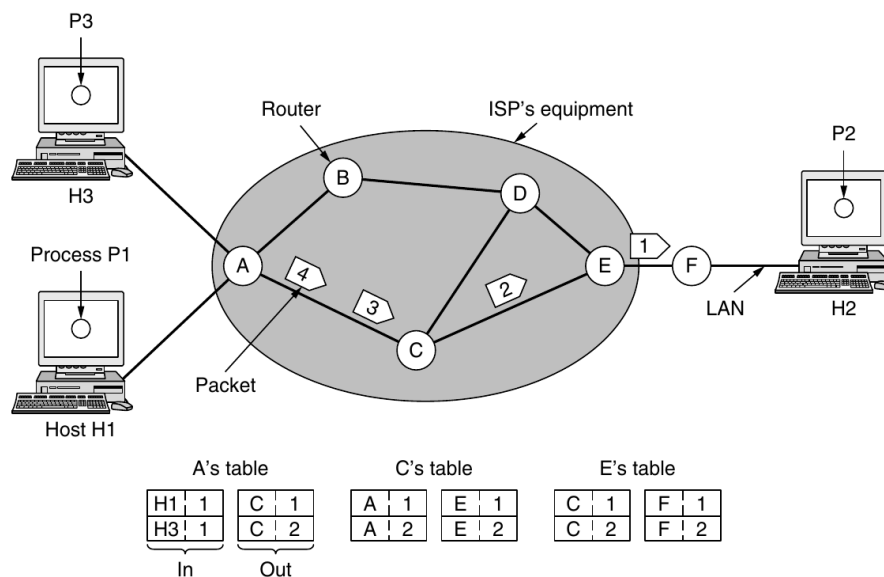 P3
ISP's equipment
Router
P2
B
D
H3
Process P1
A
4
3
2
E
1
F
C
LAN
H2
Packet
Host H1
A's table
C's table
E's table
H1 1 C 1 A 1 E 1 C 1 F 1
H3 1 C 2 A 2 E 2 C 2 F 2
In Out